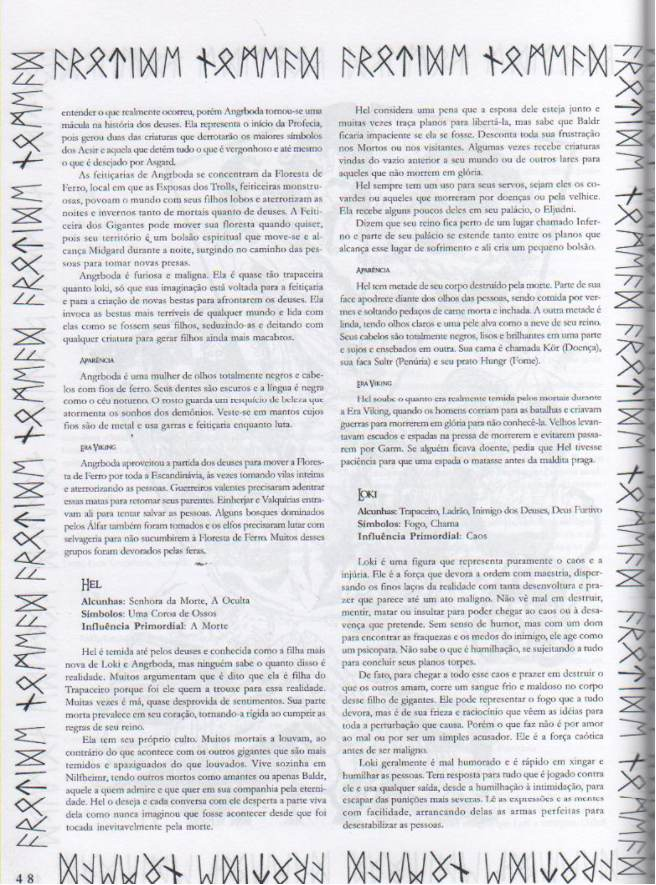 entender o que realmente ocorreu, porém Angrboda tornou-se uma
mácula na história dos deuses. Ela representa o início da Profecia,
pois gerou duas das criaturas que derrotarão os maiores símbolos
dos Aesir e aquela que detém tudo o que é vergonhoso e até mesmo
o que é desejado por Asgard.
As feitiçarias de Angrboda se concentram da Floresta de
Ferro, local em que as Esposas dos Trolls, feiticeiras monstru-
osas, povoam o mundo com seus filhos lobos e aterrorizam as
noites e invernos tanto de mortais quanto de deuses. A Feiti-
ceira dos Gigantes pode mover sua floresta quando quiser,
pois seu território é um bolsão espiritual que move-se e al-
cança Midgard durante a noite, surgindo no caminho das pes-
soas para tomar novas presas.
Angrboda é furiosa e maligna. Ela é quase tão trapaceira
quanto loki, só que sua imaginação está voltada para a feitiçaria
e para a criação de novas bestas para afrontarem os deuses. Ela
invoca as bestas mais terríveis de qualquer mundo e lida com
elas como se fossem seus filhos, seduzindo-as e deitando com
qualquer criatura para gerar filhos ainda mais macabros.
APARÊNCIA
Angrboda é uma mulher de olhos totalmente negros e cabe-
los com fios de ferro. Seus dentes são escuros e a língua é negra
como o céu noturno. O rosto guarda um resquício de beleza que
atormenta os sonhos dos demônios. Veste-se em mantos cujos
fios são de metal e usa garras e feitiçaria enquanto luta.
ERA VIKING
Angrboda aproveitou a partida dos deuses para mover a Flores-
ta de Ferro por toda a Escandinávia, às vezes tomando vilas inteiras
e aterrorizando as pessoas. Guerreiros valentes precisaram adentrar
essas matas para retomar seus parentes. Einherjar e Valquírias entra-
vam ali para tentar salvar as pessoas. Alguns bosques dominados
pelos Álfar também foram tomados e os elfos precisaram lutar com
selvageria para não sucumbirem à Floresta de Ferro. Muitos desses
grupos foram devorados pelas feras.
HEL
Alcunhas: Senhora da Morte, A Oculta
Símbolos: Uma Coroa de Ossos
Influência Primordial: A Morte
Hel é temida até pelos deuses e conhecida como a filha mais
nova de Loki e Angrboda, mas ninguém sabe o quanto disso é
realidade. Muitos argumentam que é dito que ela é filha do
Trapaceiro porque foi ele quem a trouxe para essa realidade.
Muitas vezes é má, quase desprovida de sentimentos. Sua parte
morta prevalece em seu coração, tornando-a rígida ao cumprir as
regras de seu reino.
Ela tem seu próprio culto. Muitos mortais a louvam, ao
contrário do que acontece com os outros gigantes que são mais
temidos e apaziguados do que louvados. Vive sozinha em
Niflheimr, tendo outros mortos como amantes ou apenas Baldr,
aquele a quem admire e que quer em sua companhia pela eterni-
dade. Hel o deseja e cada conversa com ele desperta a parte viva
dela como nunca imaginou que fosse acontecer desde que foi
tocada inevitavelmente pela morte.
48
Hel considera uma pena que a esposa dele esteja junto e
muitas vezes traça planos para libertá-la, mas sabe que Baldr
ficaria impaciente se ela se fosse. Desconta toda sua frustração
nos Mortos ou nos visitantes. Algumas vezes recebe criaturas
vindas do vazio anterior a seu mundo ou de outros lares para
aqueles que não morrem em glória.
Hel sempre tem um uso para seus servos, sejam eles os co-
vardes ou aqueles que morreram por doenças ou pela velhice.
Ela recebe alguns poucos deles em seu palácio, o Eljudni.
Dizem que seu reino fica perto de um lugar chamado Infer-
no e parte de seu palácio se estende tanto entre os planos que
alcança esse lugar de sofrimento e ali cria um pequeno bolsão.
APARÊNCIA
Hel tem metade de seu corpo destruído pela morte. Parte de sua
face apodrece diante dos olhos das pessoas, sendo comida por ver-
mes e soltando pedaços de carne morta e inchada. A outra metade é
linda, tendo olhos claros e uma pele alva como a neve de seu reino.
Seus cabelos são totalmente negros, lisos e brilhantes em uma parte
e sujos e ensebados em outra. Sua cama é chamada Kör (Doença),
sua faca Sultr (Penúria) e seu prato Hungr (Fome).
ERA VIKING
Hel soube o quanto era realmente temida pelos mortais durante
a Era Viking, quando os homens corriam para as batalhas e criavam
guerras para morrerem em glória para não conhecê-la. Velhos levan-
tavam escudos e espadas na pressa de morrerem e evitarem passa-
rem por Garm. Se alguém ficava doente, pedia que Hel tivesse
paciência para que uma espada o matasse antes da maldita praga.
LOKI
Alcunhas: Trapaceiro, Ladrão, Inimigo dos Deuses, Deus Furtivo
Símbolos: Fogo, Chama
Influência Primordial: Caos
Loki é uma figura que representa puramente o caos e a
injúria. Ele é a força que devora a ordem com maestria, disper-
sando os finos laços da realidade com tanta desenvoltura e pra-
zer que parece até um ato maligno. Não vê mal em destruir,
mentir, matar ou insultar para poder chegar ao caos ou à desa-
vença que pretende. Sem senso de humor, mas com um dom
para encontrar as fraquezas e os medos do inimigo, ele age como
um psicopata. Não sabe o que é humilhação, se sujeitando a tudo
para concluir seus planos torpes.
De fato, para chegar a todo esse caos e prazer em destruir o
que os outros amam, corre um sangue frio e maldoso no corpo
desse filho de gigantes. Ele pode representar o fogo que a tudo
devora, mas é de sua frieza e raciocínio que vêem as idéias para
toda a perturbação que causa. Porém o que faz não é por amor
ao mal ou por ser um simples acusador. Ele é a força caótica
antes de ser maligno.
Loki geralmente é mal humorado e é rápido em xingar e
humilhar as pessoas. Tem resposta para tudo que é jogado contra
ele e usa qualquer saída, desde a humilhação à intimidação, para
escapar das punições mais severas. Lê as expressões e as mentes
com facilidade, arrancando delas as armas perfeitas para
desestabilizar as pessoas.